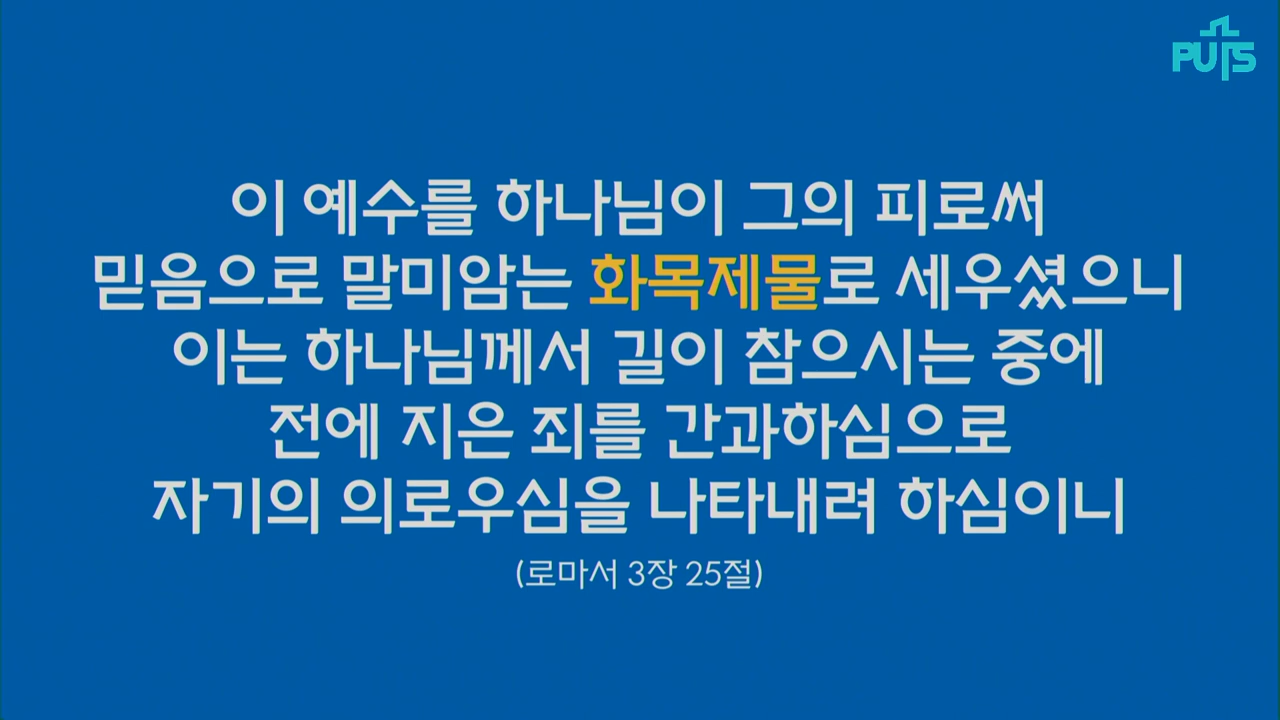 PUTS
이 예수를 하나님이 그의 피로써
믿음으로 말미암는 화목제물로 세우셨으니
이는 하나님께서 길이 참으시는 중에
전에 지은 죄를 간과하심으로
자기의 의로우심을 나타내려 하심이니
(로마서 3장 25절)